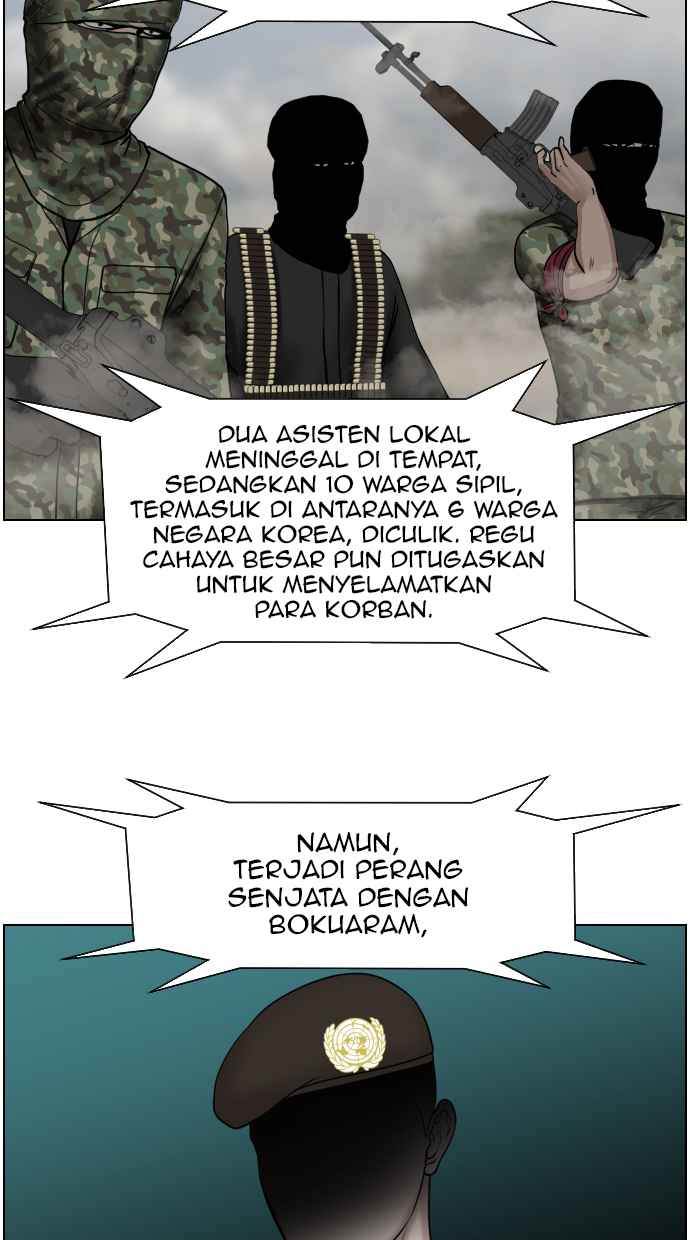 DUA ASISTEN LOKAL
MENINGGAL DI TEMPAT,
SEDANGKAN 10 WARGA SIPIL,
TERMASUK DI ANTARANYA 6 WARGA
NEGARA KOREA, DICULIK. REGU
CAHAYA BESAR PUN DITUGASKAN
UNTUK MENYELAMATKAN
PARA KORBAN.
NAMUN,
TERJADI PERANG
SENJATA DENGAN
BOKUARAM,